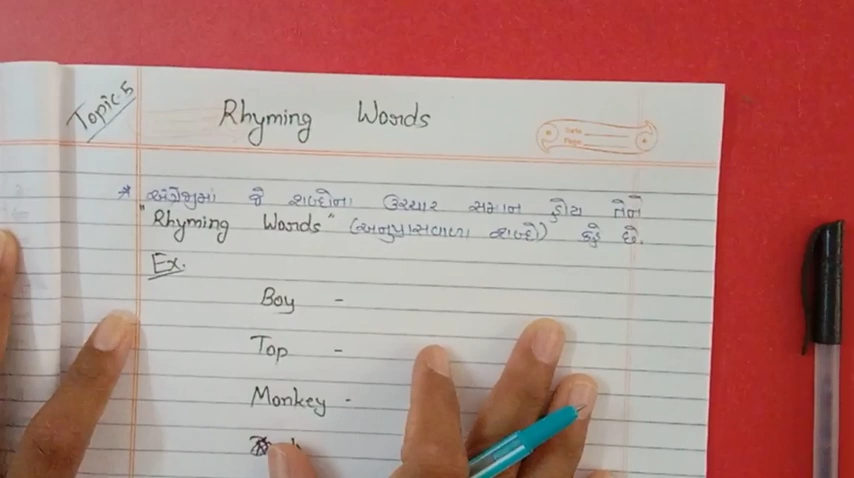 Topic-5
Rhyming Words
Date
Page
* અંગ્રેજીમાં જે શબ્દોના ઉચ્ચાર સમાન હોય તેને
"Rhyming Words" (અનુપ્રાસવાળા શબ્દો) કહે છે.
Ex.
Boy -
Top -
Monkey -